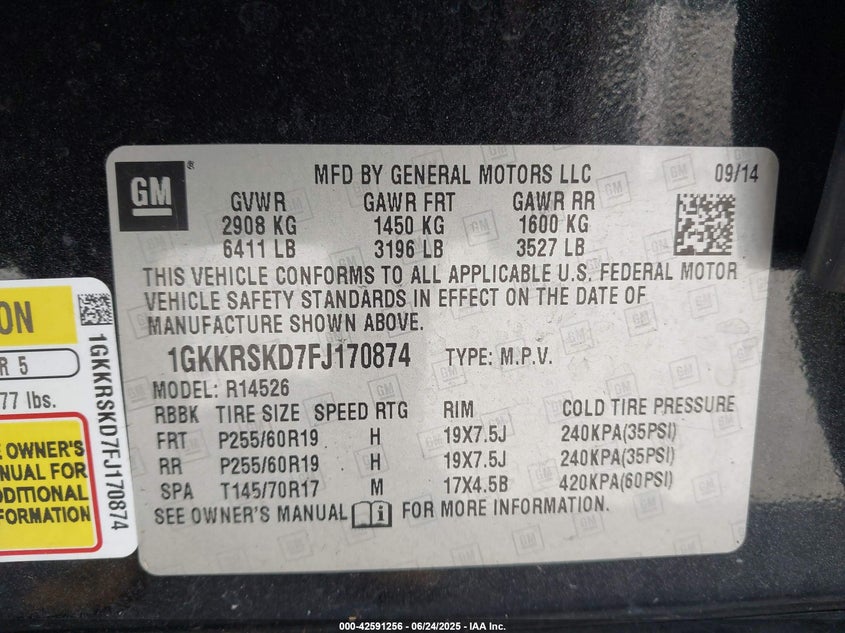 GM
®
MFD BY GENERAL MOTORS LLC
09/14
GVWR GAWR FRT GAWR RR
2908 KG 1450 KG 1600 KG
6411 LB 3196 LB 3527 LB
THIS VEHICLE CONFORMS TO ALL APPLICABLE U.S. FEDERAL MOTOR
VEHICLE SAFETY STANDARDS IN EFFECT ON THE DATE OF
MANUFACTURE SHOWN ABOVE.
1GKKRSKD7FJ170874 TYPE: M.P.V.
MODEL: R14526
RBBK TIRE SIZE SPEED RTG RIM COLD TIRE PRESSURE
FRT P255/60R19 H 19X7.5J 240KPA(35PSI)
RR P255/60R19 H 19X7.5J 240KPA(35PSI)
SPA T145/70R17 M 17X4.5B 420KPA(60PSI)
SEE OWNER'S MANUAL i FOR MORE INFORMATION.
ON
R 5
77 lbs.
E OWNER'S
MANUAL FOR
DDITIONAL
FORMATION
1GKKRSKD7FJ170874
000-42591256 - 06/24/2025 - IAA Inc.